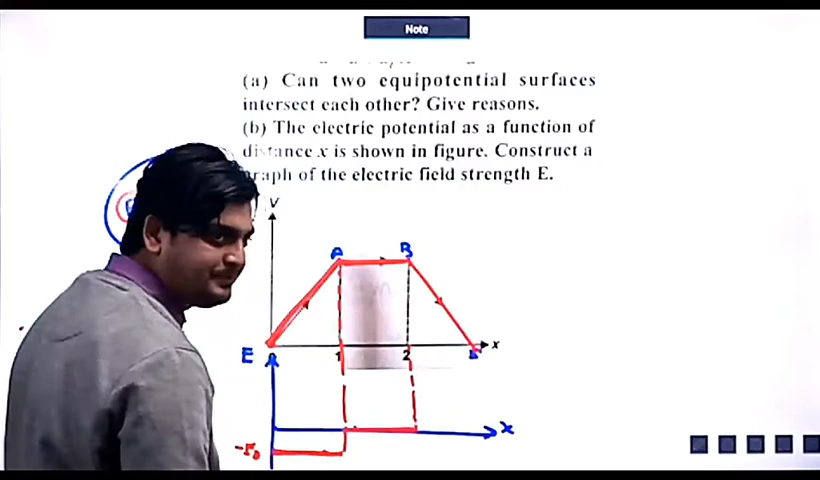 Note
(a) Can two equipotential surfaces
intersect each other? Give reasons.
(b) The electric potential as a function of
distance x is shown in figure. Construct a
graph of the electric field strength E.
V
A B
x
E
1 2
X